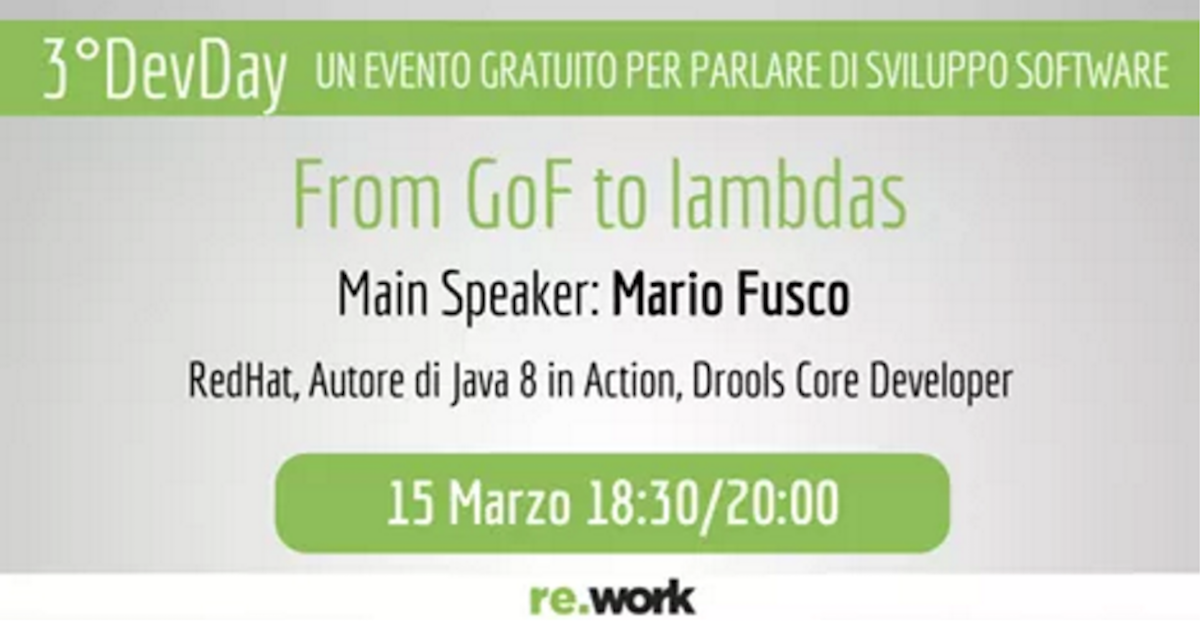 3°DevDay UN EVENTO GRATUITO PER PARLARE DI SVILUPPO SOFTWARE
From GoF to lambdas
Main Speaker: Mario Fusco
RedHat, Autore di Java 8 in Action, Drools Core Developer
15 Marzo 18:30/20:00
re.work